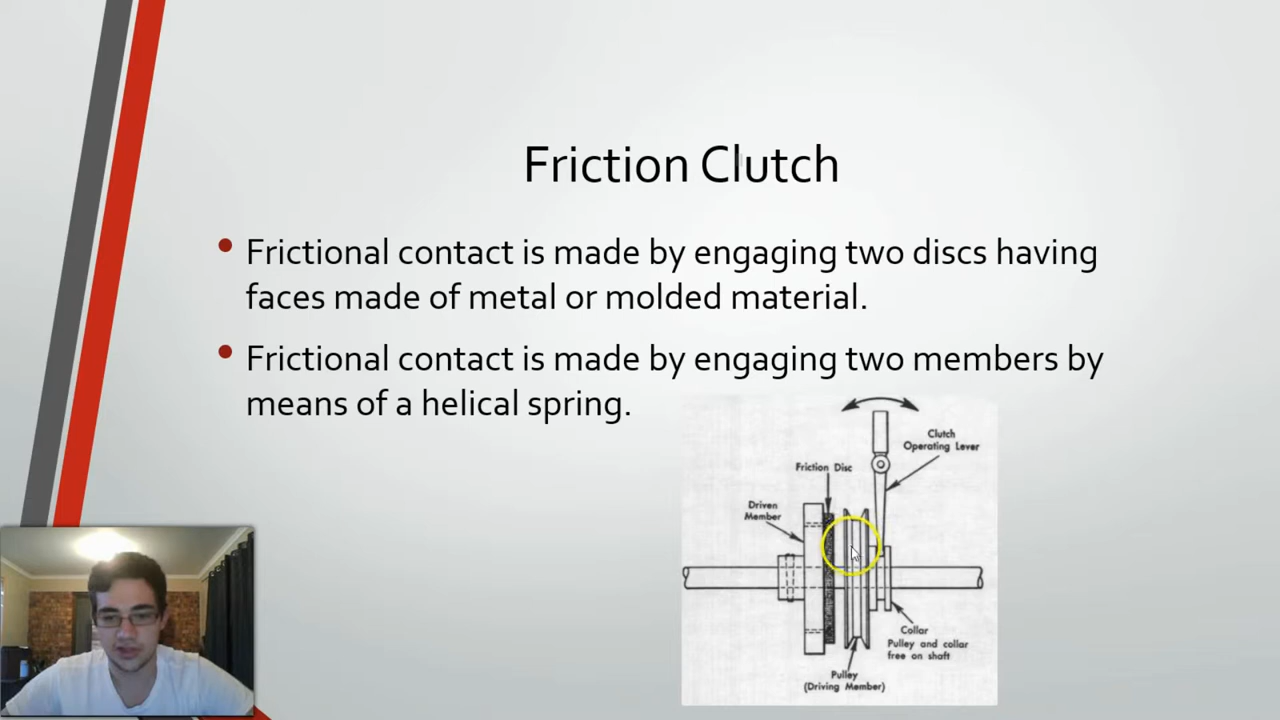 Friction Clutch
• Frictional contact is made by engaging two discs having
faces made of metal or molded material.
• Frictional contact is made by engaging two members by
means of a helical spring.
Clutch
Operating Lever
Friction Disc
Driven
Member
Collar
Pulley and collar
free on shaft
Pulley
(Driving Member)